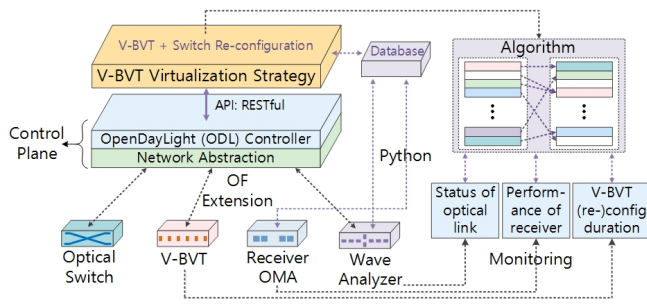 V-BVT + Switch Re-configuration
V-BVT Virtualization Strategy
Database
Algorithm
API: RESTful
OpenDayLight (ODL) Controller
Network Abstraction
Control
Plane
Python
OF
Extension
Status of
optical
link
Perform-
ance of
receiver
V-BVT
(re-)config
duration
Optical
Switch
V-BVT
Receiver
OMA
Wave
Analyzer
Monitoring